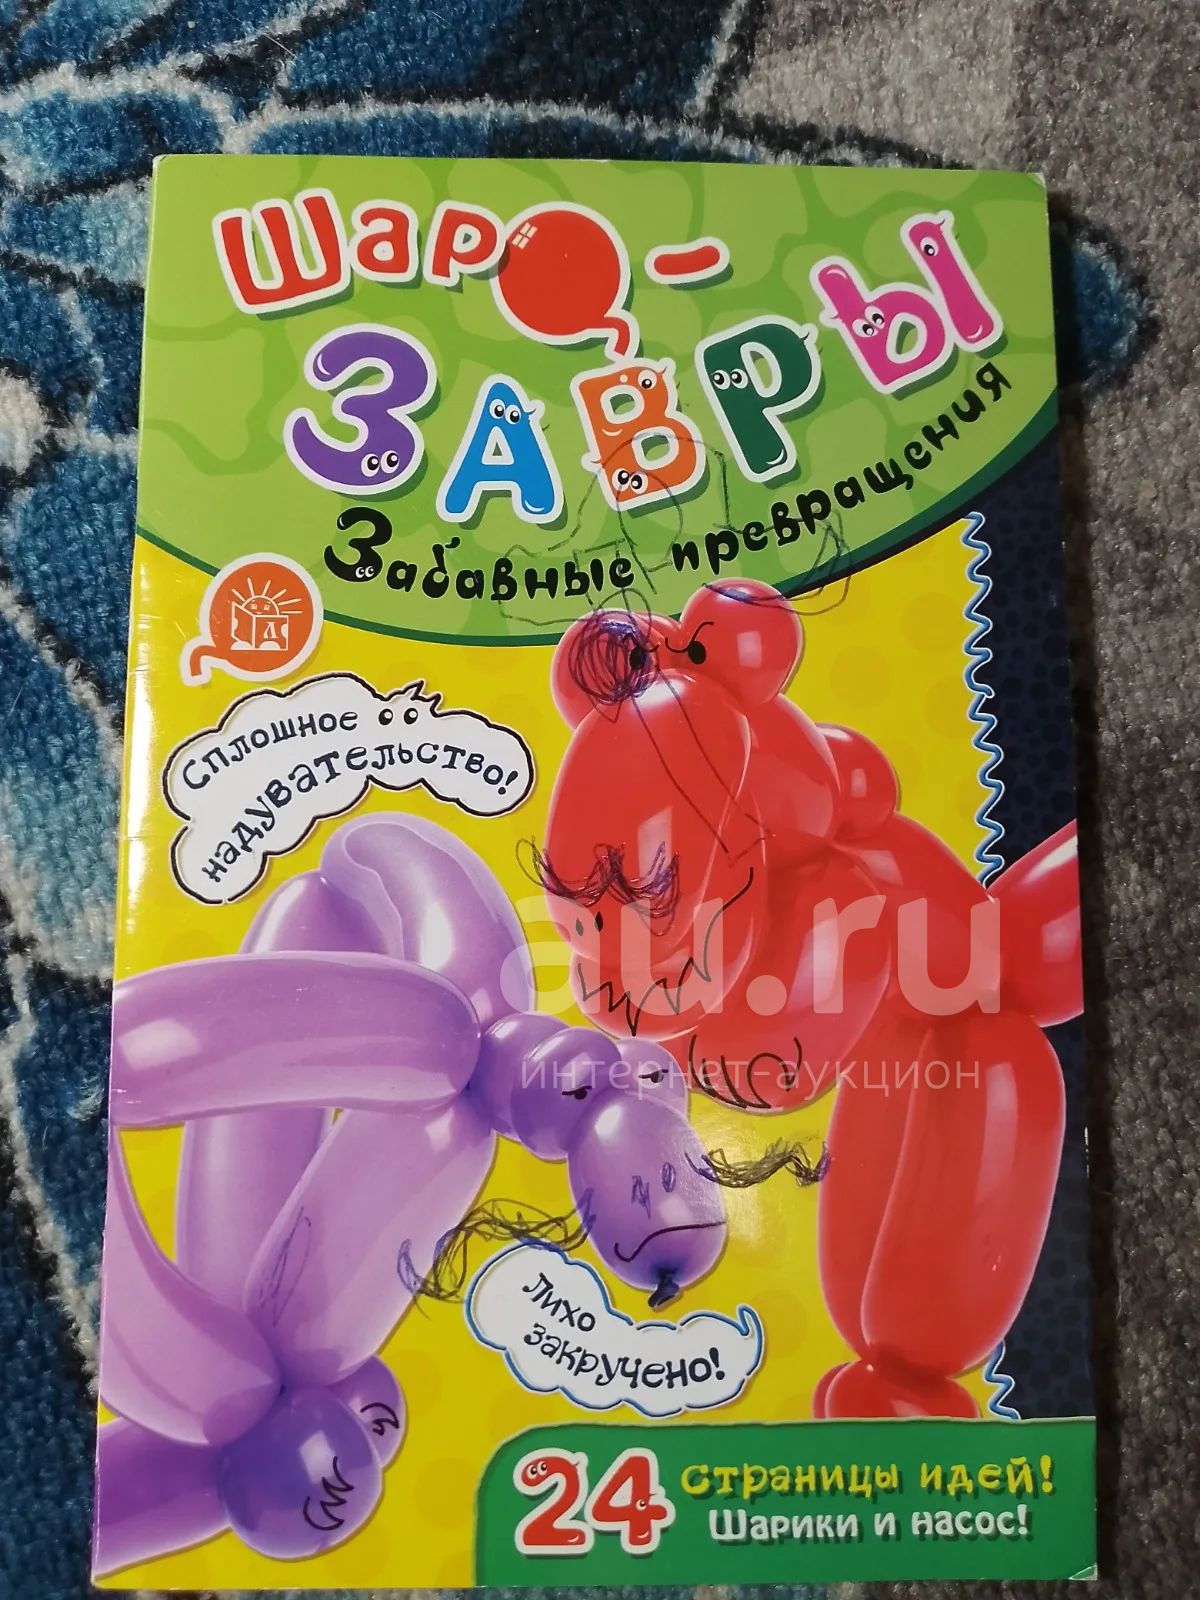 Шаро-
ЗАВРЫ
Забавные превращения
Л
Сплошное
надувательство!
Лихо
закручено!
24 страницы идей!
Шарики и насос!
au.ru
интернет-аукцион